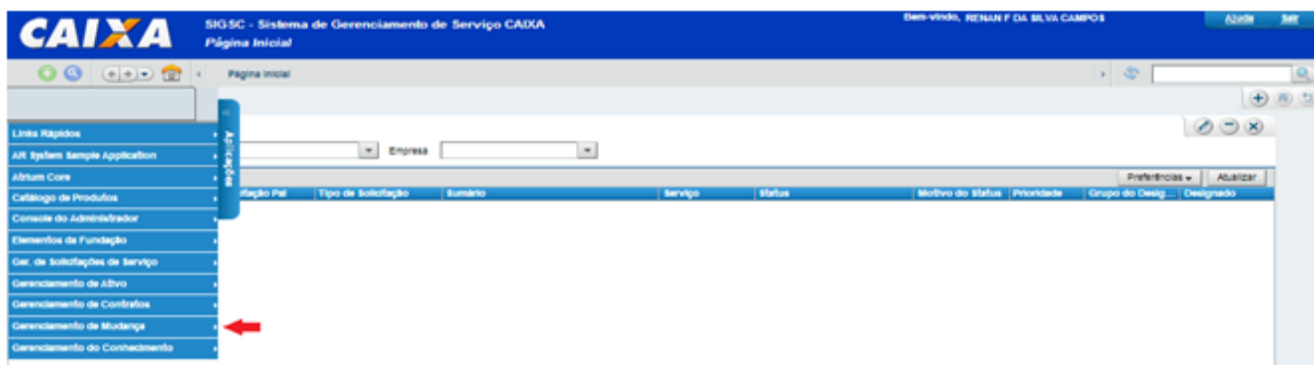 CAIXA
SIGSC - Sistema de Gerenciamento de Serviço CAIXA
Página Inicial
Bem-vindo, RENAN F DA SILVA CAMPOS
Ajuda
Sair
Página Inicial
Aplicações
Links Rápidos
AR System Sample Application
Atrium Core
Catálogo de Produtos
Console do Administrador
Elementos da Fundação
Ger. de Solicitações de Serviço
Gerenciamento de Ativo
Gerenciamento de Contratos
Gerenciamento de Mudança
Gerenciamento do Conhecimento
Empresa
Preferências
Atualizar
itação Pai
Tipo de Solicitação
Sumário
Serviço
Status
Motivo do Status
Prioridade
Grupo do Desig...
Designado